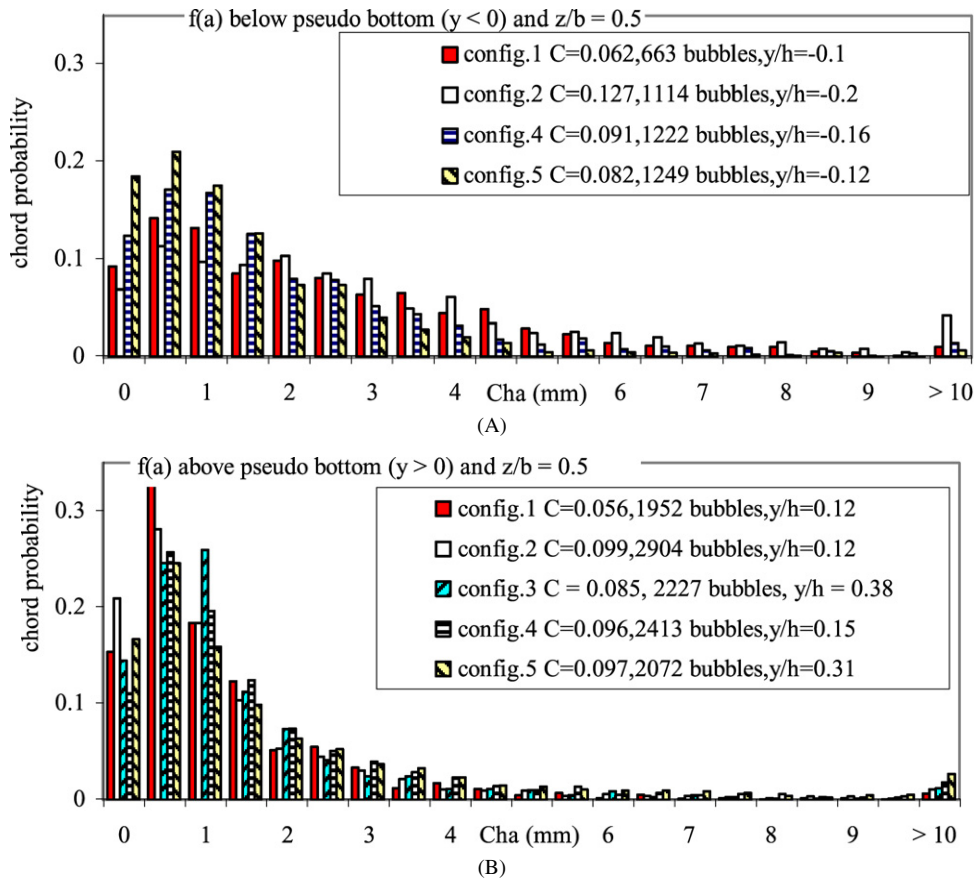 f(a) below pseudo bottom (y < 0) and z/b = 0.5
config.1 C=0.062,663 bubbles,y/h=-0.1
config.2 C=0.127,1114 bubbles,y/h=-0.2
config.4 C=0.091,1222 bubbles,y/h=-0.16
config.5 C=0.082,1249 bubbles,y/h=-0.12
chord probability
0.3
0.2
0.1
0
0 1 2 3 4 Cha (mm) 6 7 8 9 > 10
(A)
f(a) above pseudo bottom (y > 0) and z/b = 0.5
config.1 C=0.056,1952 bubbles,y/h=0.12
config.2 C=0.099,2904 bubbles,y/h=0.12
config.3 C = 0.085, 2227 bubbles, y/h = 0.38
config.4 C=0.096,2413 bubbles,y/h=0.15
config.5 C=0.097,2072 bubbles,y/h=0.31
chord probability
0.3
0.2
0.1
0
0 1 2 3 4 Cha (mm) 6 7 8 9 > 10
(B)